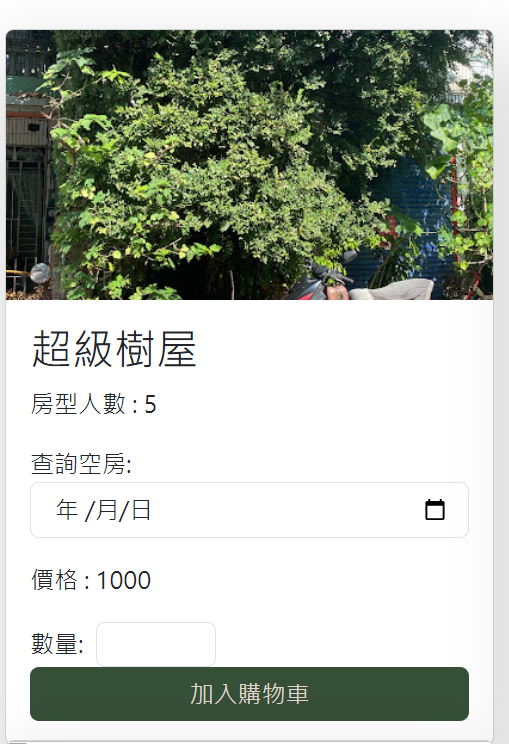 超級樹屋
房型人數 : 5
查詢空房:
年 /月/日
價格 : 1000
數量:
加入購物車